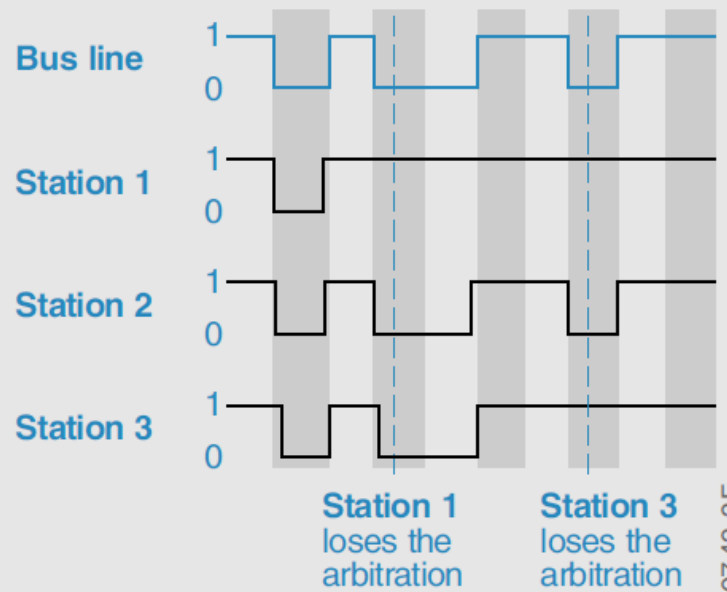 Bus line
1
0
Station 1
1
0
Station 2
1
0
Station 3
1
0
Station 1
loses the
arbitration
Station 3
loses the
arbitration